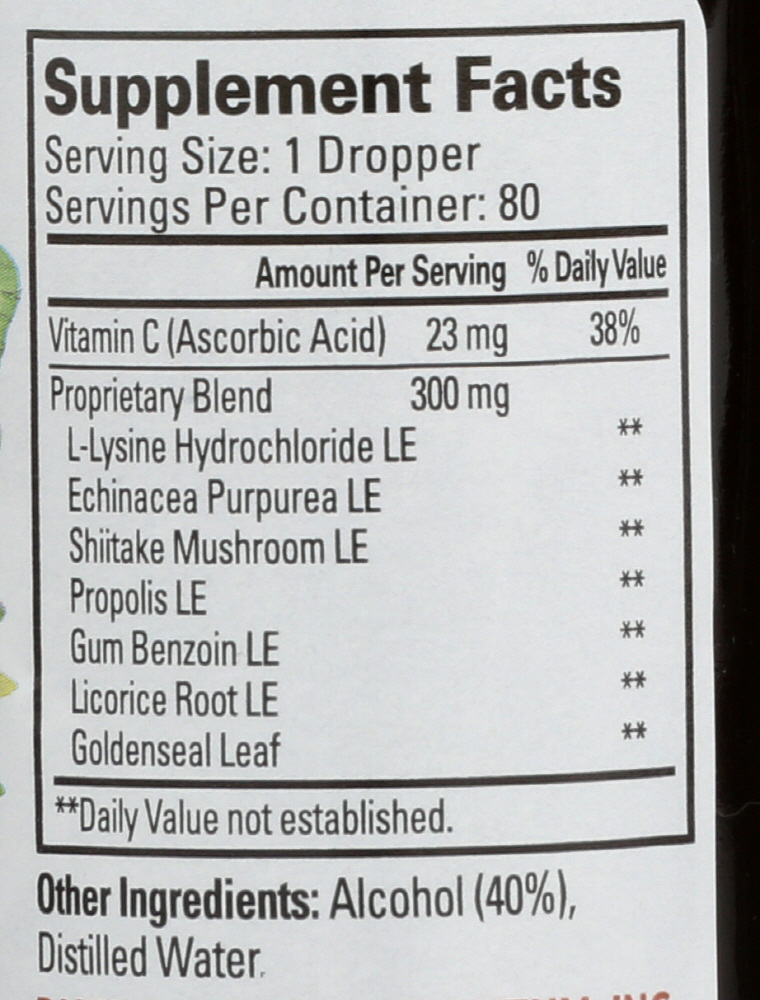 Supplement Facts
Serving Size: 1 Dropper
Servings Per Container: 80
Amount Per Serving % Daily Value
Vitamin C (Ascorbic Acid) 23 mg 38%
Proprietary Blend 300 mg
L-Lysine Hydrochloride LE **
Echinacea Purpurea LE **
Shiitake Mushroom LE **
Propolis LE **
Gum Benzoin LE **
Licorice Root LE **
Goldenseal Leaf **
**Daily Value not established.
Other Ingredients: Alcohol (40%),
Distilled Water.